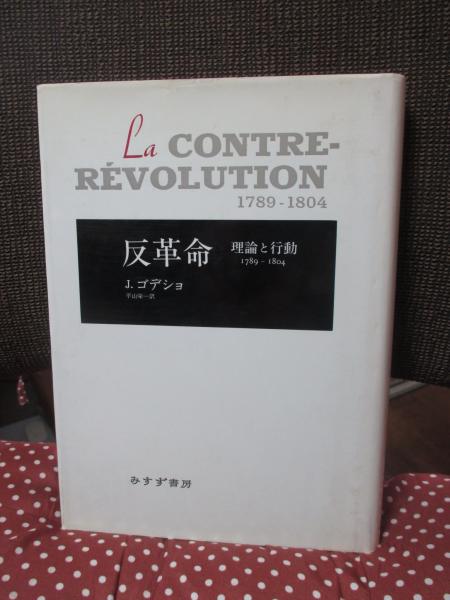 La CONTRE-
RÉVOLUTION
1789-1804
反革命 理論と行動
1789–1804
J.ゴデショ
平山栄一訳
みすず書房